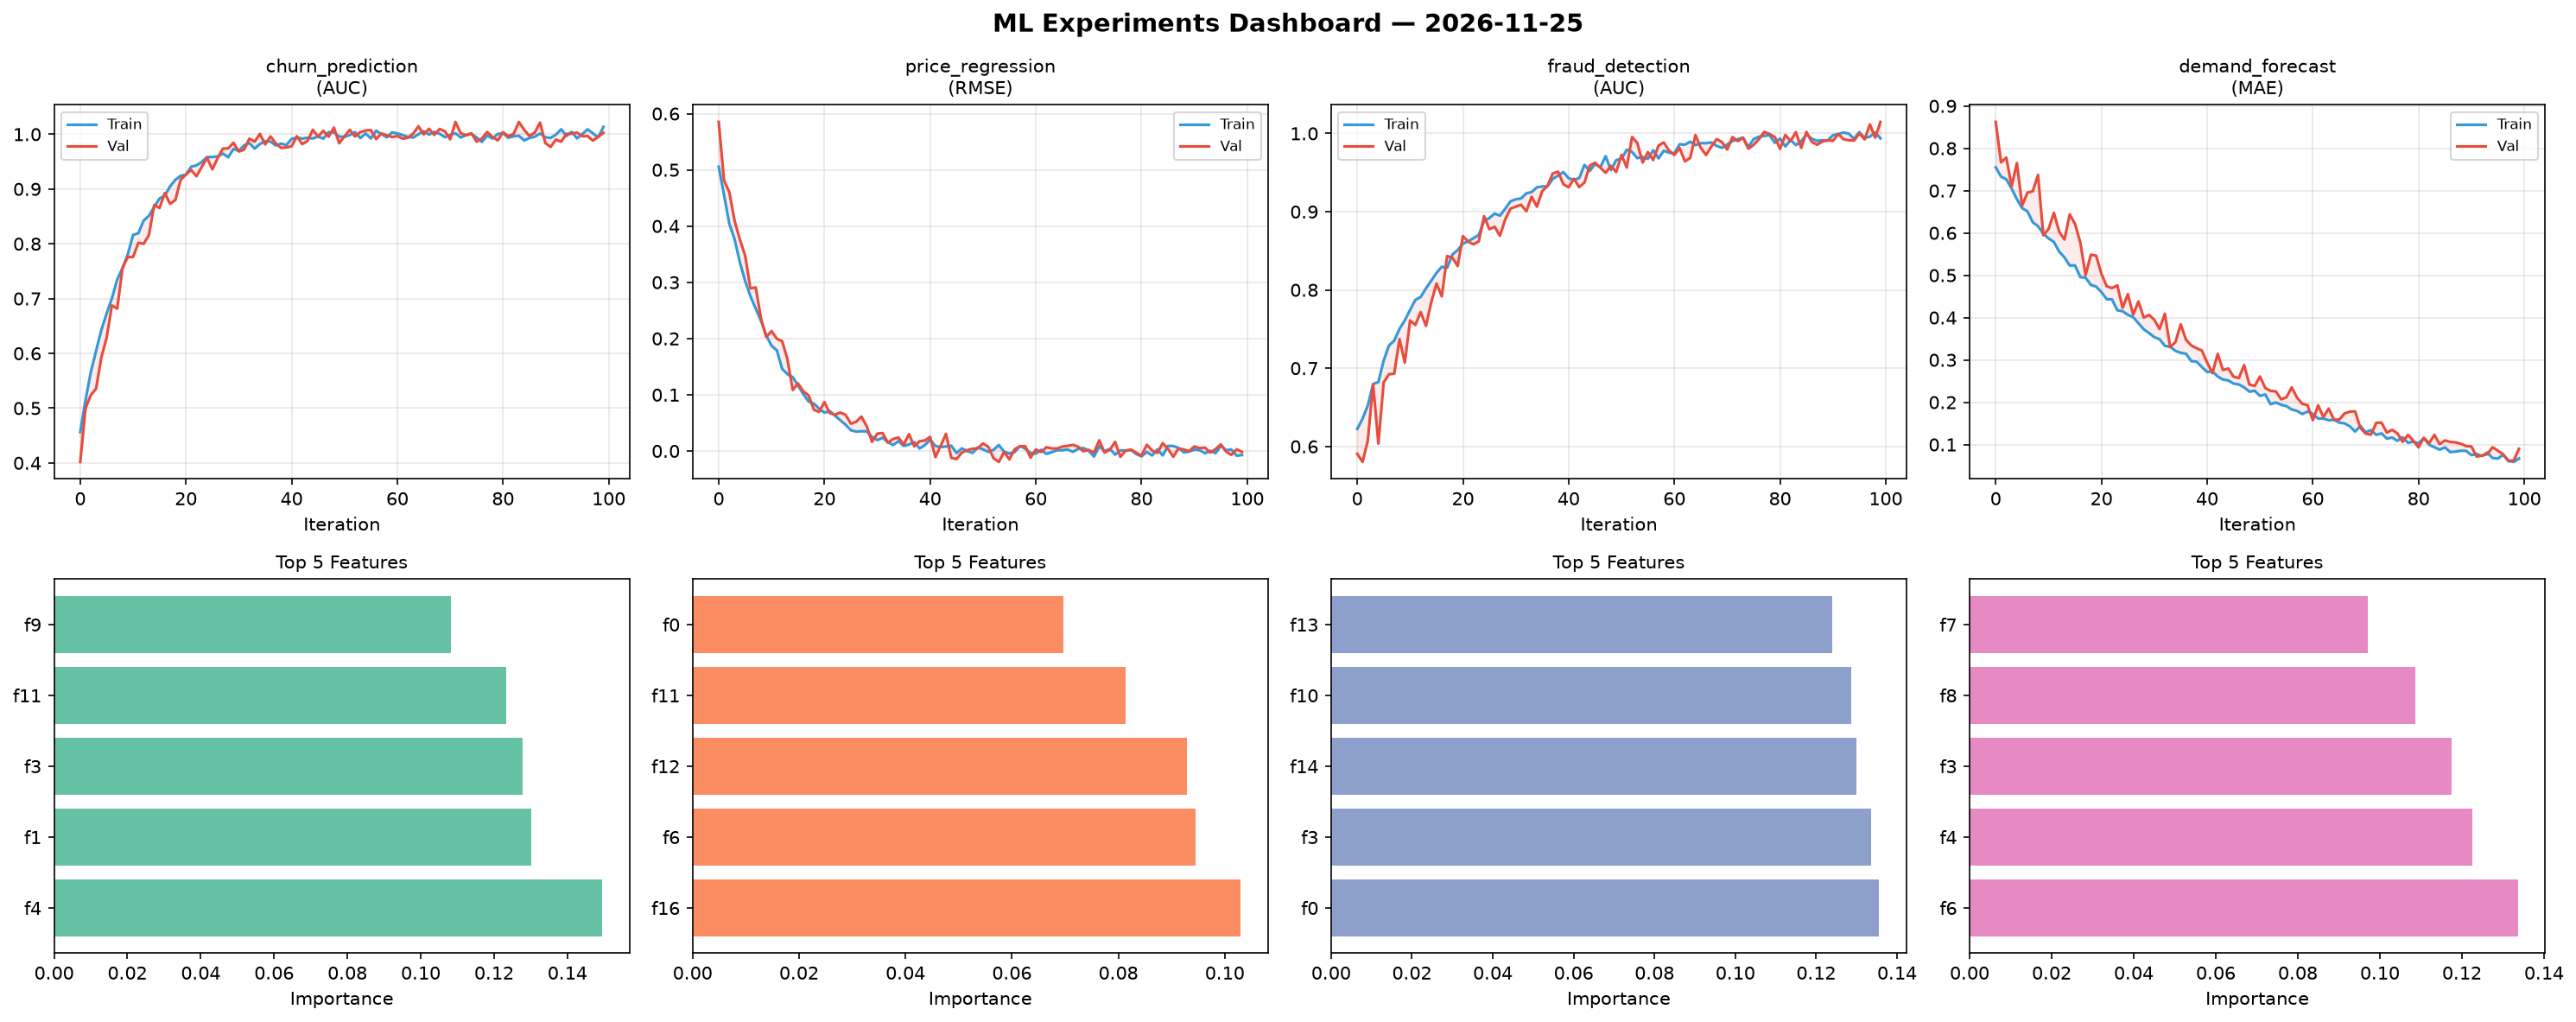 ML Experiments Dashboard — 2026-11-25
churn_prediction
(AUC)
Train
Val
1.0
0.9
0.8
0.7
0.6
0.5
0.4
0 20 40 60 80 100
Iteration
price_regression
(RMSE)
Train
Val
0.6
0.5
0.4
0.3
0.2
0.1
0.0
0 20 40 60 80 100
Iteration
fraud_detection
(AUC)
Train
Val
1.0
0.9
0.8
0.7
0.6
0 20 40 60 80 100
Iteration
demand_forecast
(MAE)
Train
Val
0.9
0.8
0.7
0.6
0.5
0.4
0.3
0.2
0.1
0 20 40 60 80 100
Iteration
Top 5 Features
f9
f11
f3
f1
f4
0.00 0.02 0.04 0.06 0.08 0.10 0.12 0.14
Importance
Top 5 Features
f0
f11
f12
f6
f16
0.00 0.02 0.04 0.06 0.08 0.10
Importance
Top 5 Features
f13
f10
f14
f3
f0
0.00 0.02 0.04 0.06 0.08 0.10 0.12 0.14
Importance
Top 5 Features
f7
f8
f3
f4
f6
0.00 0.02 0.04 0.06 0.08 0.10 0.12 0.14
Importance